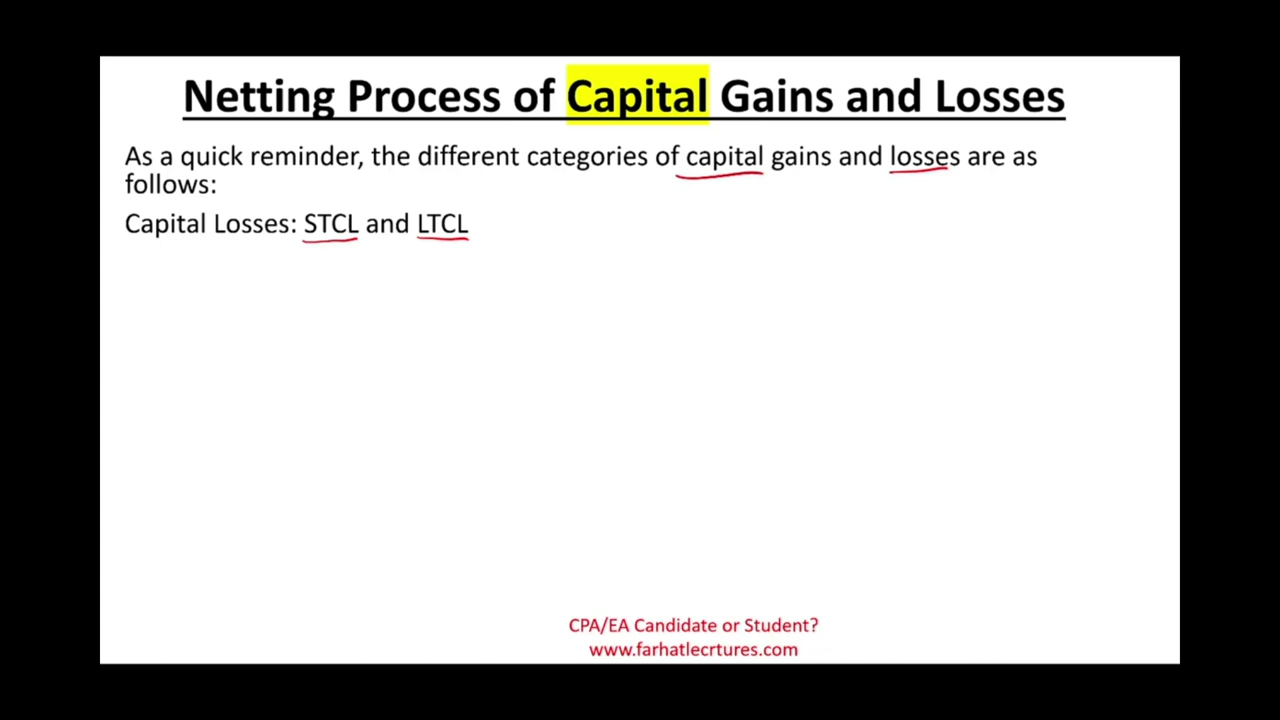 Netting Process of Capital Gains and Losses
As a quick reminder, the different categories of capital gains and losses are as
follows:
Capital Losses: STCL and LTCL
CPA/EA Candidate or Student?
www.farhatlecrtures.com